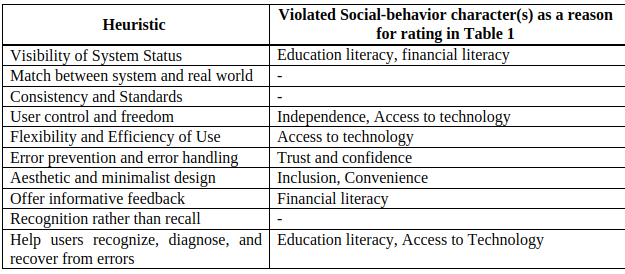 Heuristic
Violated Social-behavior character(s) as a reason
for rating in Table 1
Visibility of System Status
Education literacy, financial literacy
Match between system and real world
-
Consistency and Standards
-
User control and freedom
Independence, Access to technology
Flexibility and Efficiency of Use
Access to technology
Error prevention and error handling
Trust and confidence
Aesthetic and minimalist design
Inclusion, Convenience
Offer informative feedback
Financial literacy
Recognition rather than recall
-
Help users recognize, diagnose, and
recover from errors
Education literacy, Access to Technology